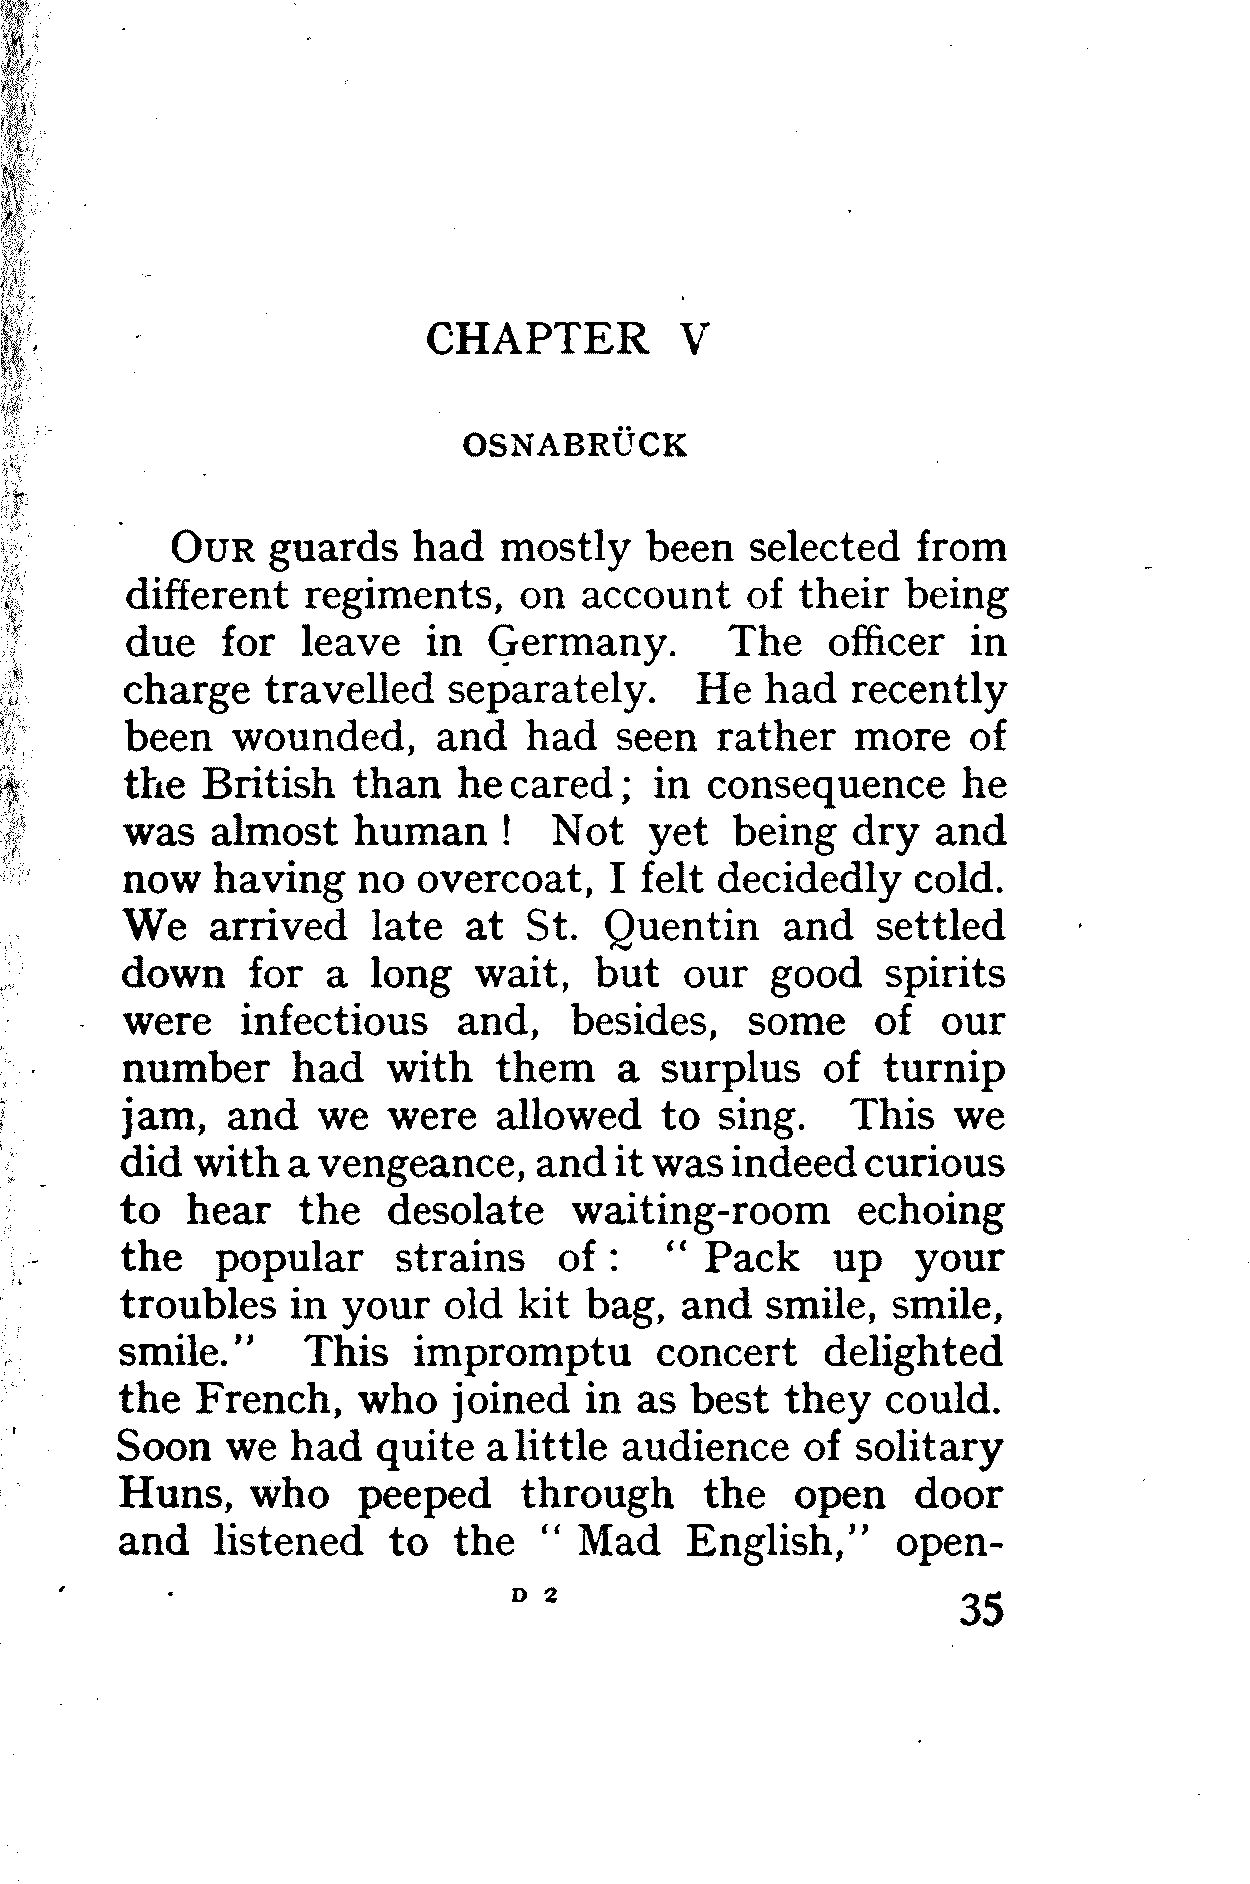 CHAPTER V
OSNABRÜCK
OUR guards had mostly been selected from
different regiments, on account of their being
due for leave in Germany. The officer in
charge travelled separately. He had recently
been wounded, and had seen rather more of
the British than he cared; in consequence he
was almost human ! Not yet being dry and
now having no overcoat, I felt decidedly cold.
We arrived late at St. Quentin and settled
down for a long wait, but our good spirits
were infectious and, besides, some of our
number had with them a surplus of turnip
jam, and we were allowed to sing. This we
did with a vengeance, and it was indeed curious
to hear the desolate waiting-room echoing
the popular strains of : “ Pack up your
troubles in your old kit bag, and smile, smile,
smile.” This impromptu concert delighted
the French, who joined in as best they could.
Soon we had quite a little audience of solitary
Huns, who peeped through the open door
and listened to the “ Mad English,” open-
D 2
35